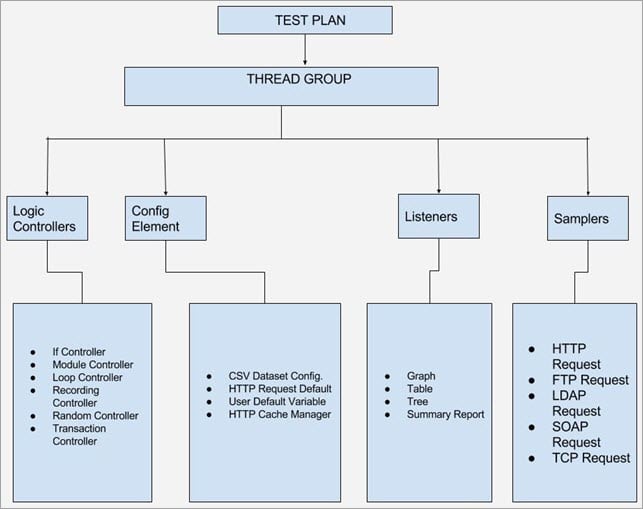 TEST PLAN
THREAD GROUP
Logic
Controllers
Config
Element
Listeners
Samplers
● If Controller
● Module Controller
● Loop Controller
● Recording
Controller
● Random Controller
● Transaction
Controller
● CSV Dataset Config.
● HTTP Request Default
● User Default Variable
● HTTP Cache Manager
● Graph
● Table
● Tree
● Summary Report
● HTTP
Request
● FTP Request
● LDAP
Request
● SOAP
Request
● TCP Request